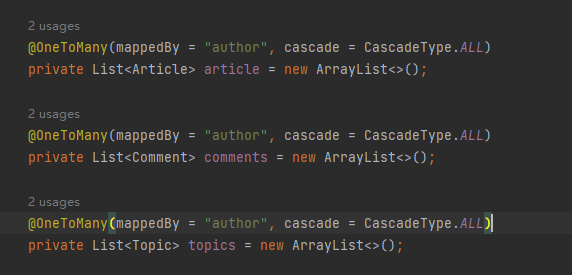 2 usages
@OneToMany(mappedBy = "author", cascade = CascadeType.ALL)
private List<Article> article = new ArrayList<>();
2 usages
@OneToMany(mappedBy = "author", cascade = CascadeType.ALL)
private List<Comment> comments = new ArrayList<>();
2 usages
@OneToMany(mappedBy = "author", cascade = CascadeType.ALL)
private List<Topic> topics = new ArrayList<>();